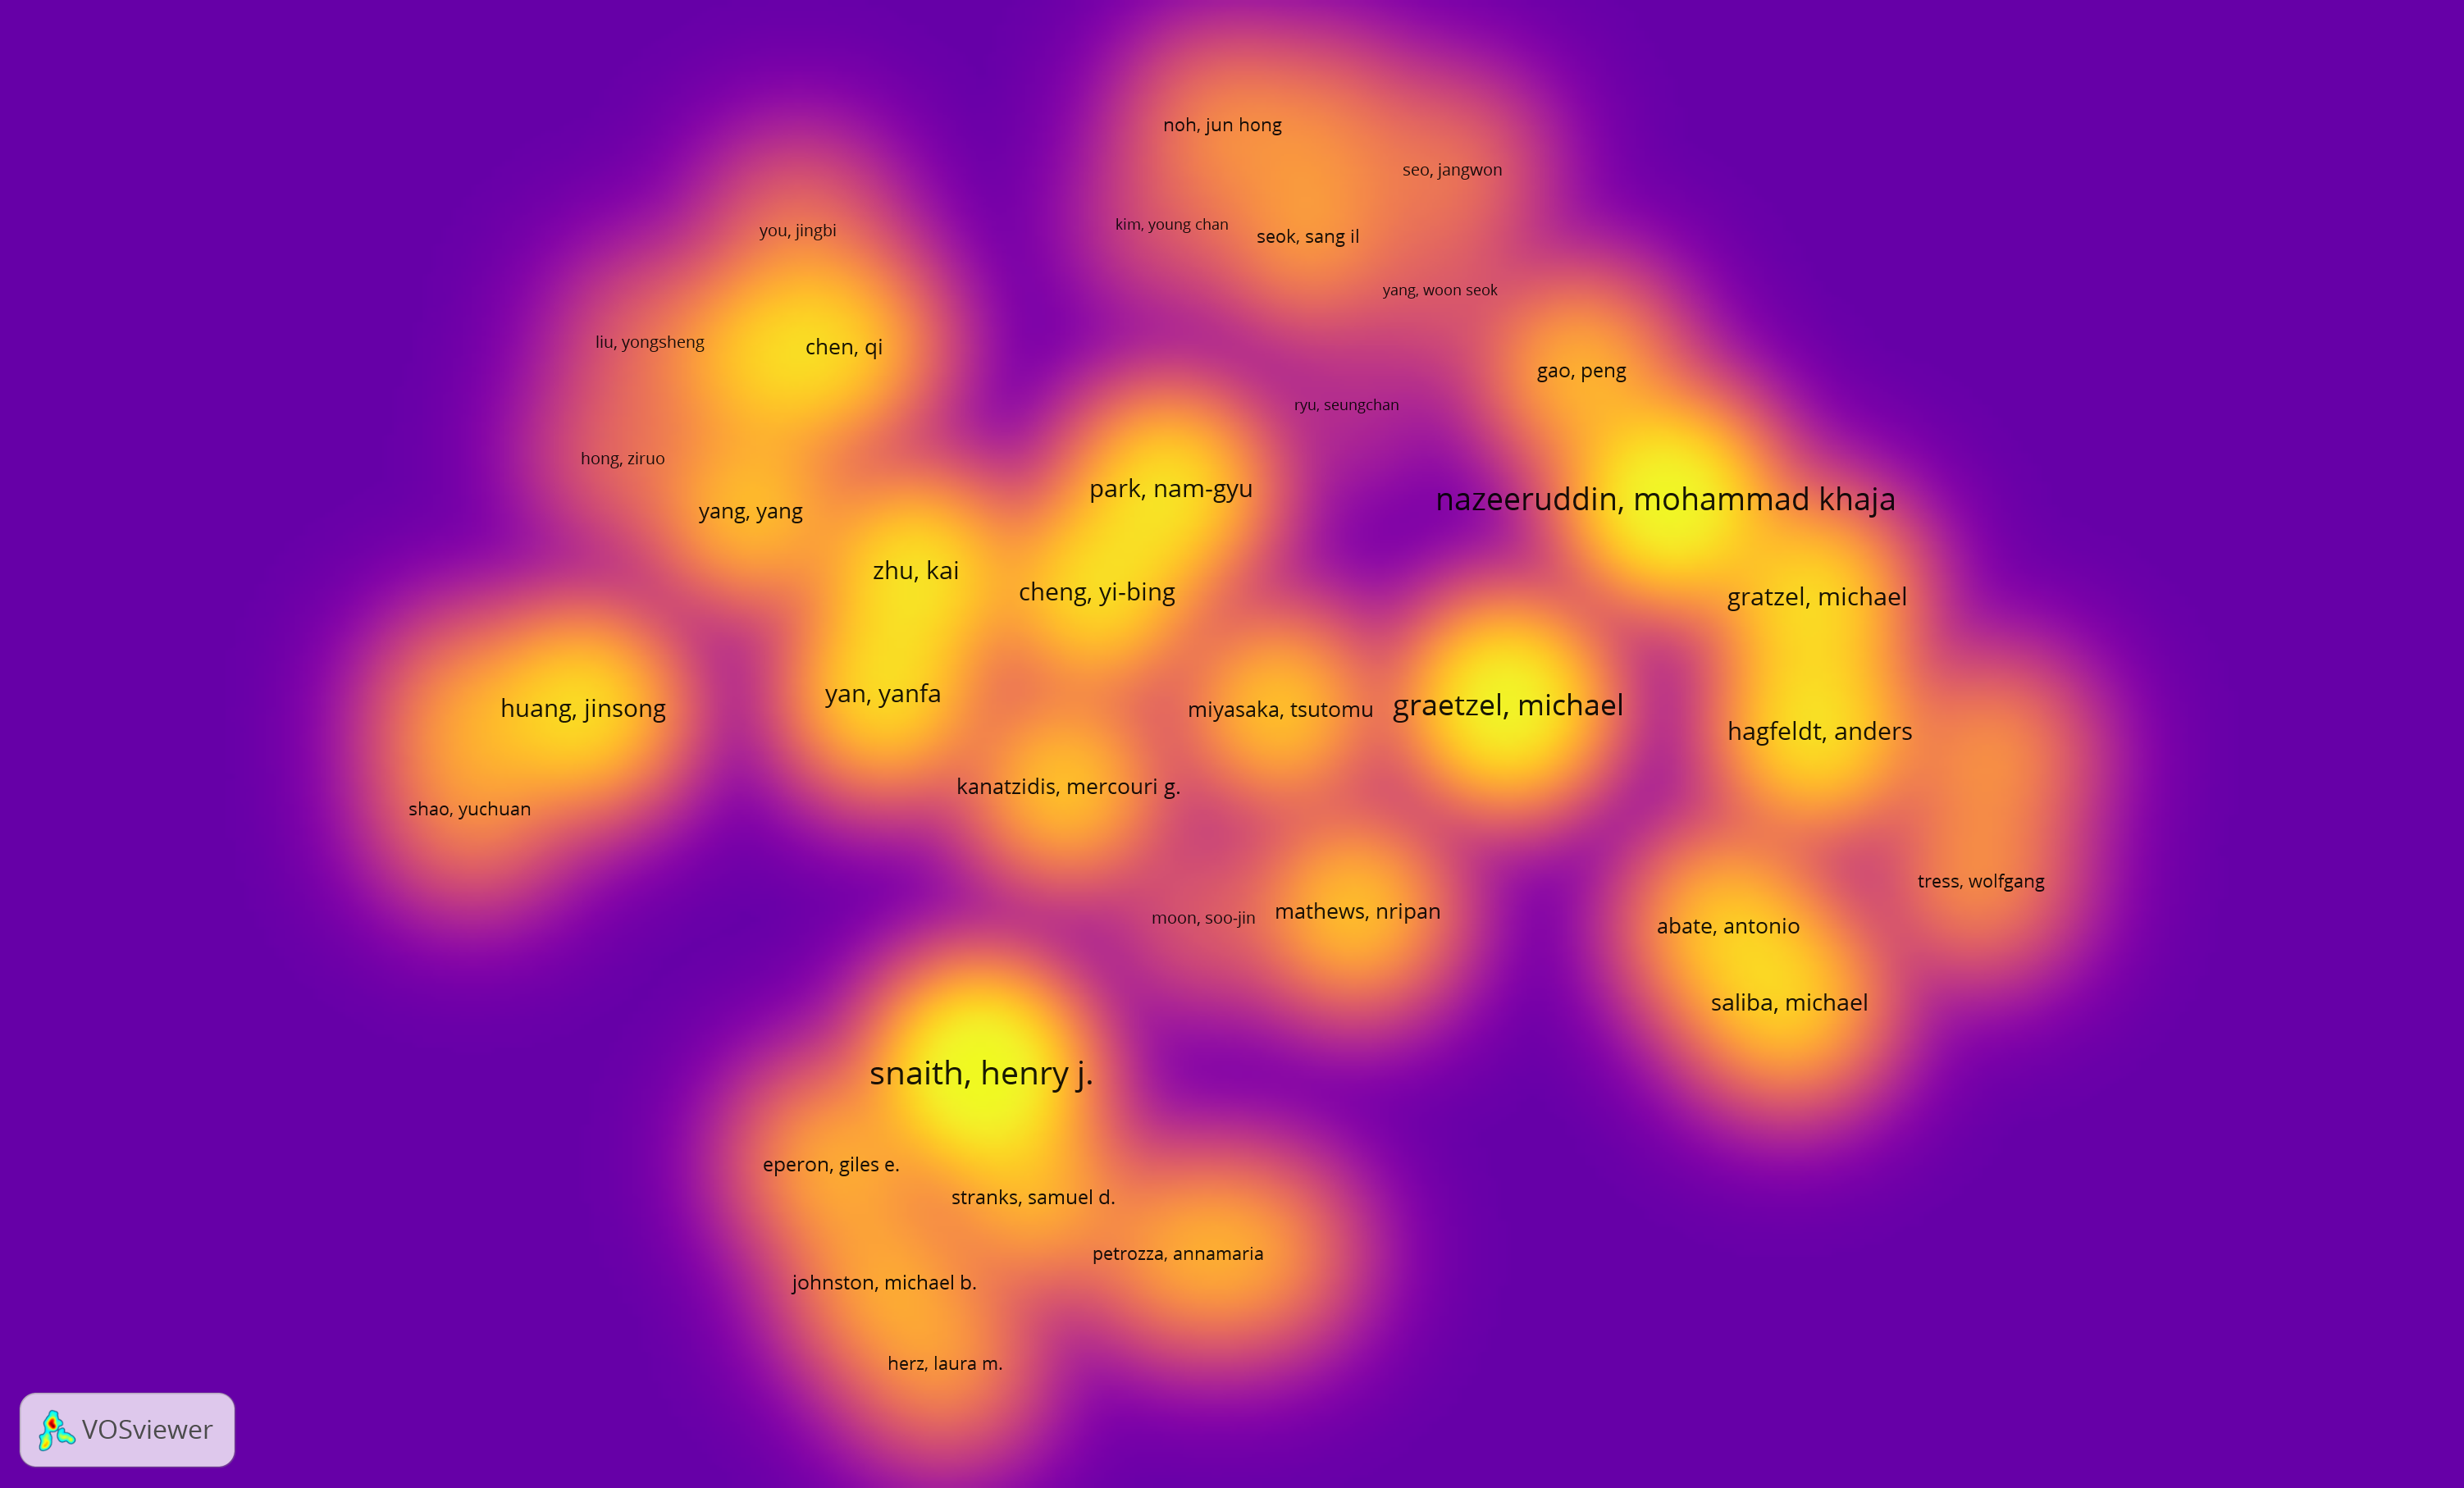 noh, jun hong
seo, jangwon
kim, young chan
you, jingbi
seok, sang il
yang, woon seok
liu, yongsheng
chen, qi
gao, peng
ryu, seungchan
hong, ziruo
park, nam-gyu
nazeeruddin, mohammad khaja
yang, yang
zhu, kai
cheng, yi-bing
gratzel, michael
yan, yanfa
huang, jinsong
miyasaka, tsutomu
graetzel, michael
hagfeldt, anders
kanatzidis, mercouri g.
shao, yuchuan
tress, wolfgang
moon, soo-jin
mathews, nripan
abate, antonio
saliba, michael
snaith, henry j.
eperon, giles e.
stranks, samuel d.
petrozza, annamaria
johnston, michael b.
herz, laura m.
VOSviewer